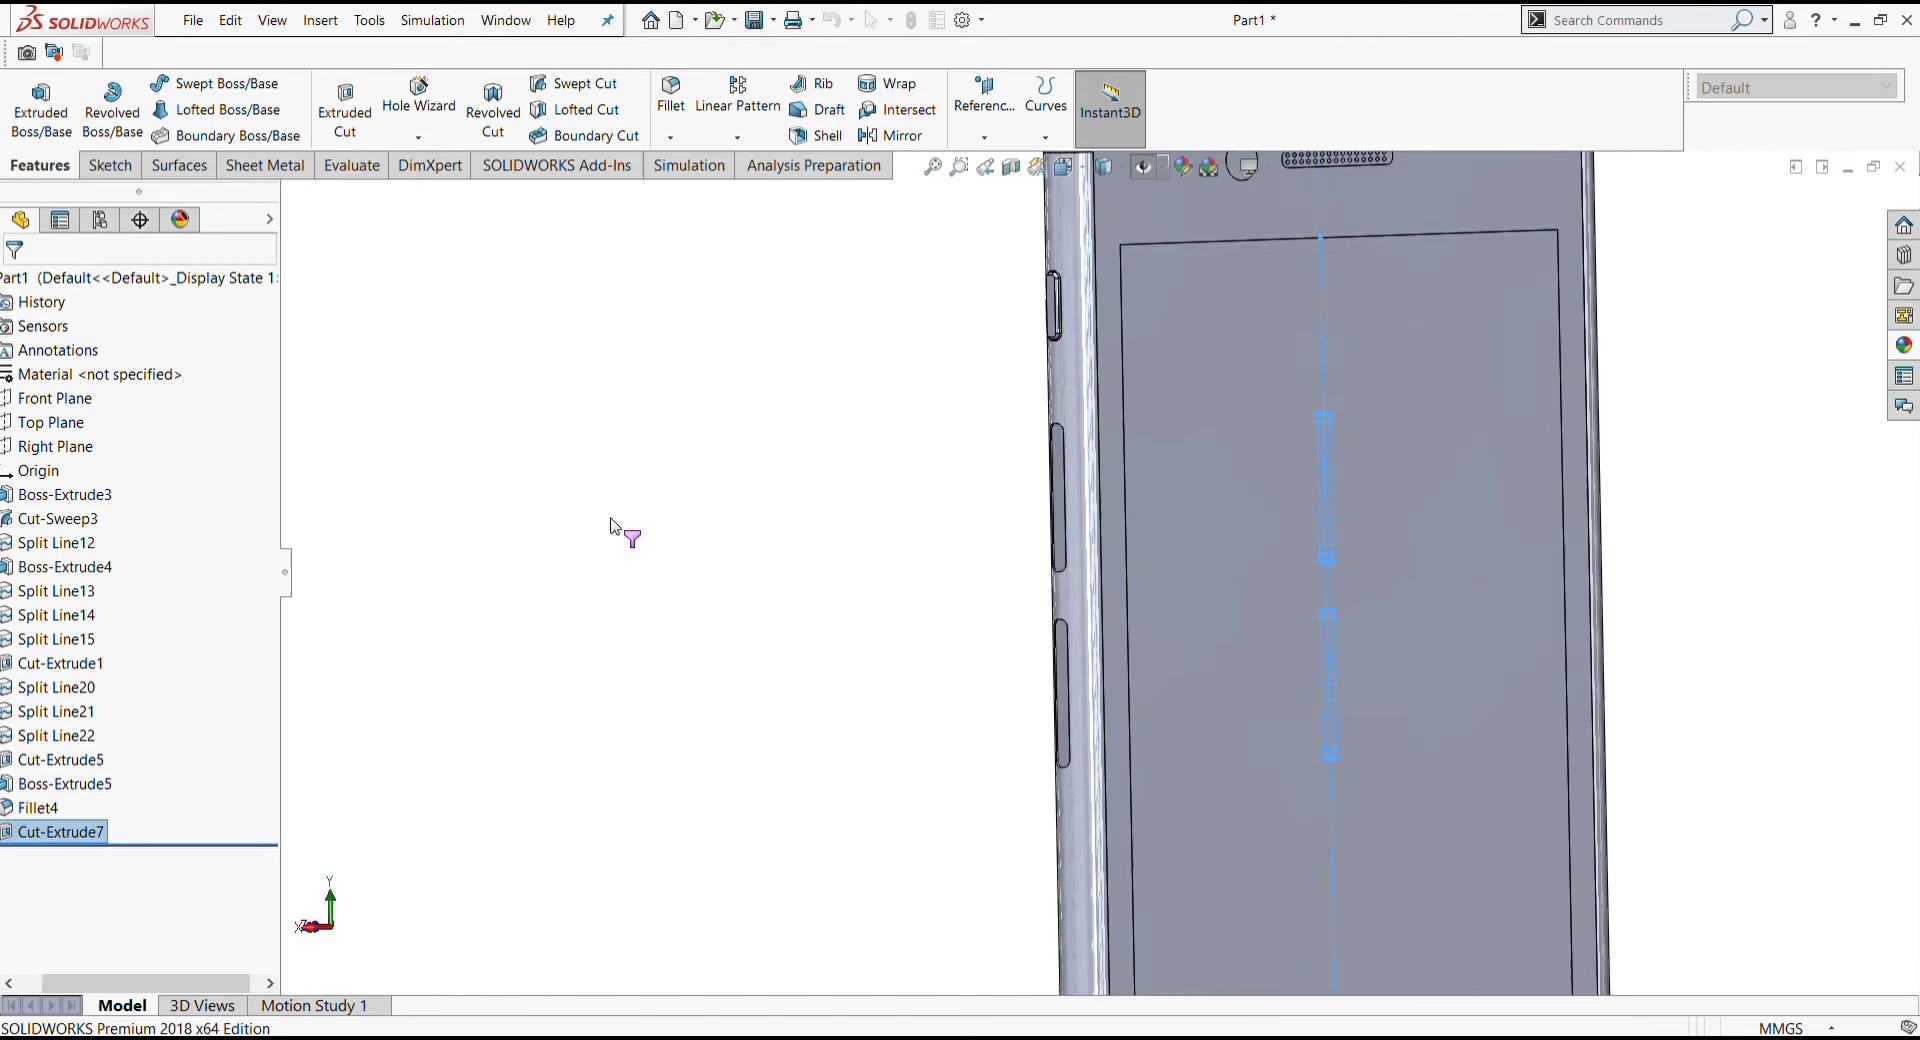 SOLIDWORKS File Edit View Insert Tools Simulation Window Help Part1 * Search Commands ?
Extruded Boss/Base
Revolved Boss/Base
Swept Boss/Base
Lofted Boss/Base
Boundary Boss/Base
Extruded Cut
Hole Wizard
Revolved Cut
Swept Cut
Lofted Cut
Boundary Cut
Fillet
Linear Pattern
Rib
Draft
Shell
Wrap
Intersect
Mirror
Referenc...
Curves
Instant3D
Default
Features Sketch Surfaces Sheet Metal Evaluate DimXpert SOLIDWORKS Add-Ins Simulation Analysis Preparation
Part1 (Default<<Default>_Display State 1
History
Sensors
Annotations
Material <not specified>
Front Plane
Top Plane
Right Plane
Origin
Boss-Extrude3
Cut-Sweep3
Split Line12
Boss-Extrude4
Split Line13
Split Line14
Split Line15
Cut-Extrude1
Split Line20
Split Line21
Split Line22
Cut-Extrude5
Boss-Extrude5
Fillet4
Cut-Extrude7
Y
X Z
Model 3D Views Motion Study 1
SOLIDWORKS Premium 2018 x64 Edition MMGS